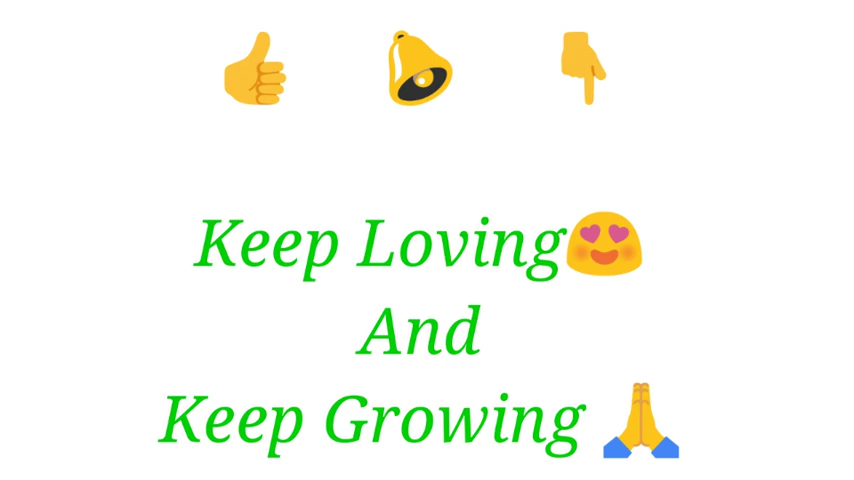 👍 🔔 👇
Keep Loving😍
And
Keep Growing 🙏